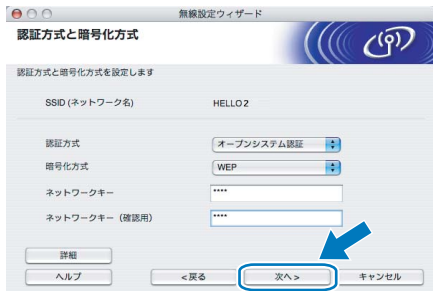 無線設定ウィザード
認証方式と暗号化方式
認証方式と暗号化方式を設定します
SSID (ネットワーク名) HELLO2
認証方式 オープンシステム認証
暗号化方式 WEP
ネットワークキー ****
ネットワークキー (確認用) ****
詳細
ヘルプ <戻る 次へ> キャンセル